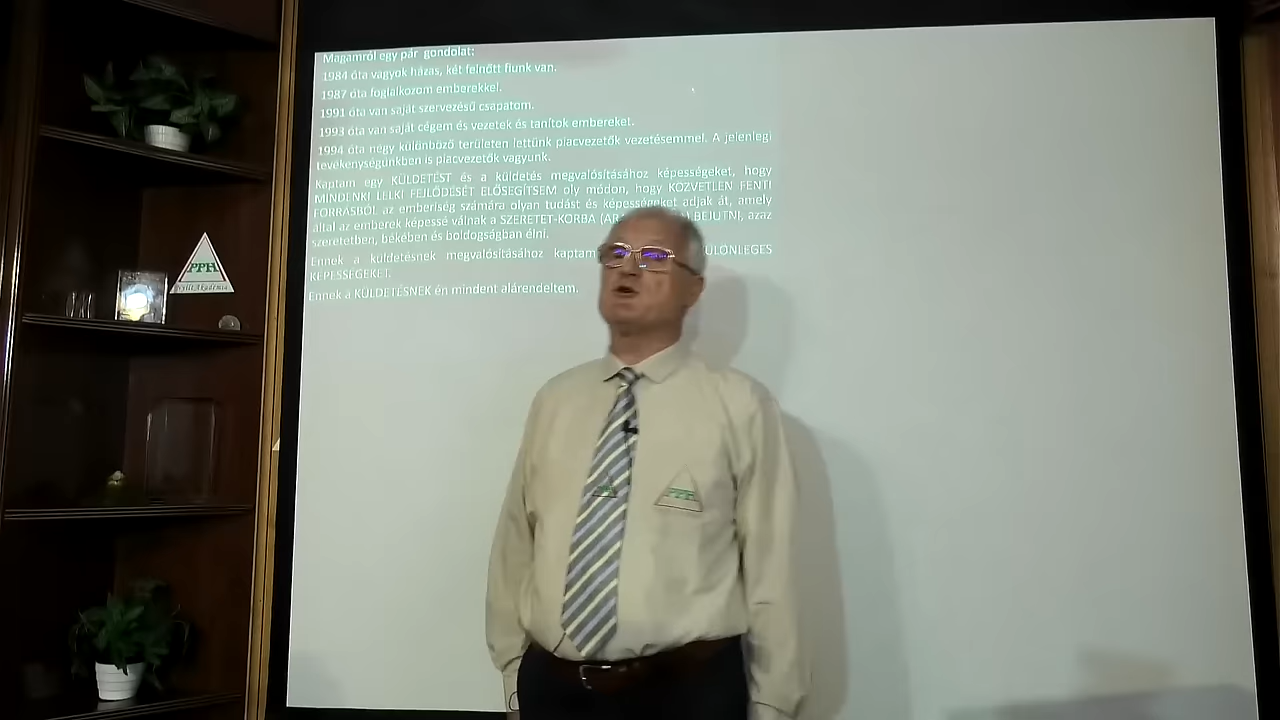 Magamról egy pár gondolat:
1984 óta vagyok házas, két felnőtt fiunk van.
1987 óta foglalkozom emberekkel.
1991 óta van saját szervezésű csapatom.
1993 óta van saját cégem és vezetek és tanítok embereket.
1994 óta négy különböző területen lettünk piacvezetők vezetésemmel. A jelenlegi
tevékenységünkben is piacvezetők vagyunk.
Kaptam egy KÜLDETÉST és a küldetés megvalósításához képességeket, hogy
MINDENKI LELKI FEJLŐDÉSÉT ELŐSEGÍTSEM oly módon, hogy KÖZVETLEN FENTI
FORRÁSBÓL az emberiség számára olyan tudást és képességeket adjak át, amely
által az emberek képessé válnak a SZERETET-KORBA BEJUTNI, azaz
szeretetben, békében és boldogságban élni.
Ennek a küldetésnek megvalósításához kaptam
KÉPESSÉGEKET.
Ennek a KÜLDETÉSNEK én mindent alárendeltem.
PPH
Nyílt Akadémia
PPH